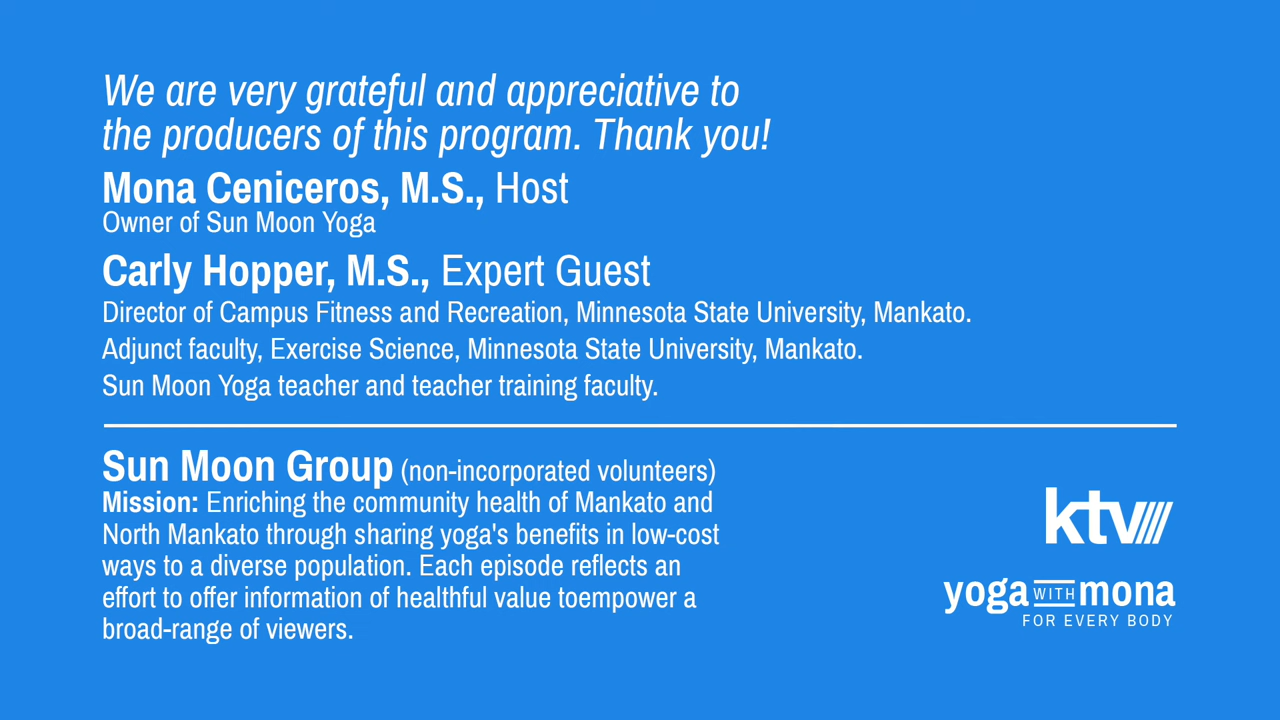 We are very grateful and appreciative to
the producers of this program. Thank you!
Mona Ceniceros, M.S., Host
Owner of Sun Moon Yoga
Carly Hopper, M.S., Expert Guest
Director of Campus Fitness and Recreation, Minnesota State University, Mankato.
Adjunct faculty, Exercise Science, Minnesota State University, Mankato.
Sun Moon Yoga teacher and teacher training faculty.
Sun Moon Group (non-incorporated volunteers)
Mission: Enriching the community health of Mankato and
North Mankato through sharing yoga's benefits in low-cost
ways to a diverse population. Each episode reflects an
effort to offer information of healthful value toempower a
broad-range of viewers.
ktv
yoga WITH mona
FOR EVERY BODY